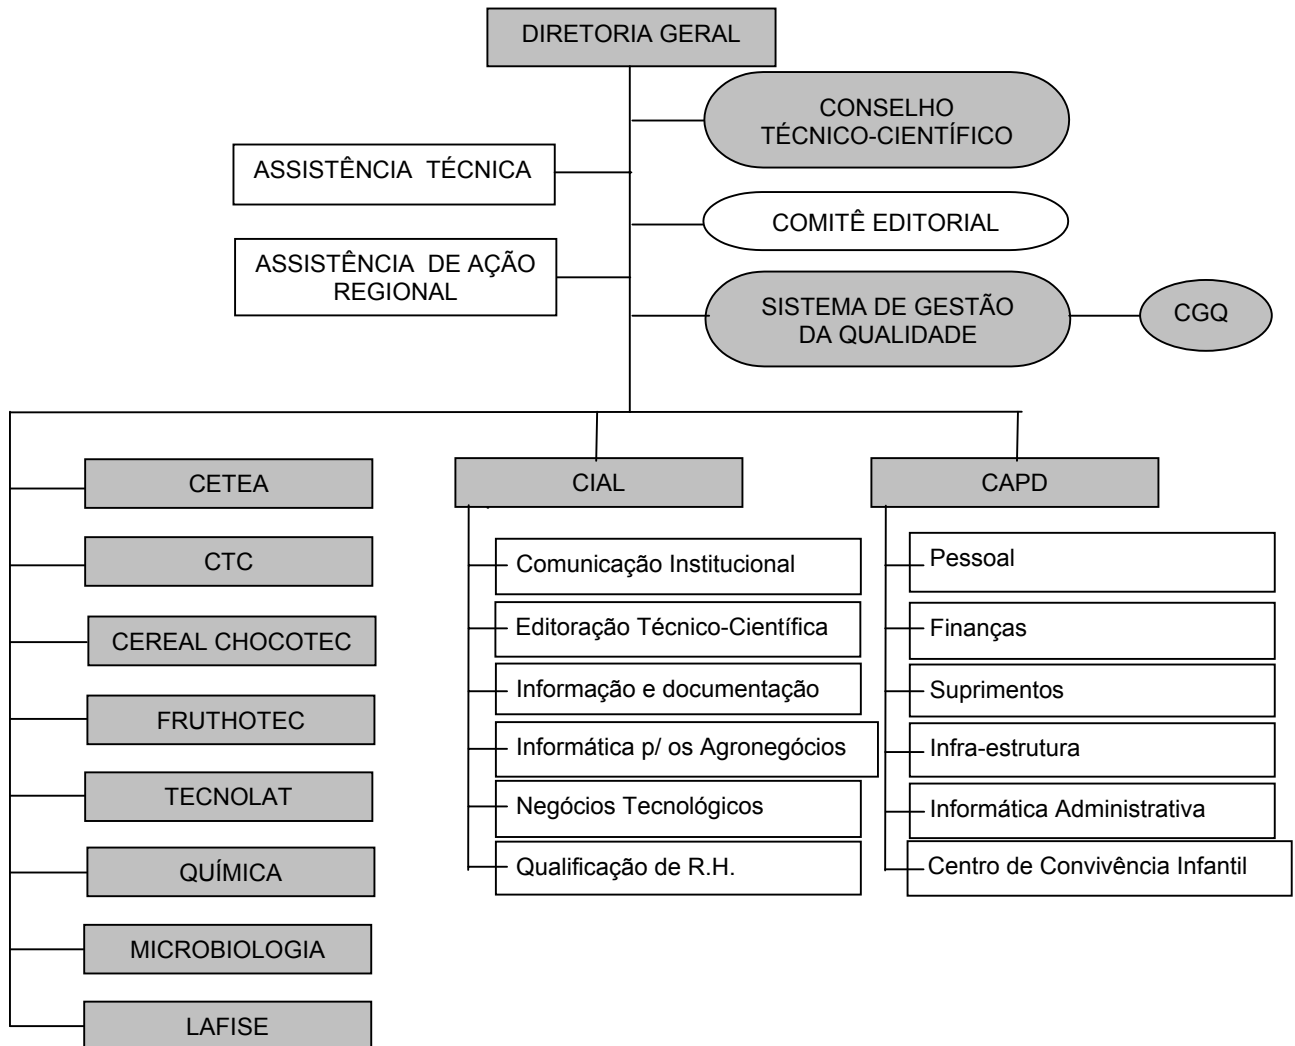 DIRETORIA GERAL
CONSELHO
TÉCNICO-CIENTÍFICO
ASSISTÊNCIA TÉCNICA
COMITÊ EDITORIAL
ASSISTÊNCIA DE AÇÃO
REGIONAL
SISTEMA DE GESTÃO
DA QUALIDADE
CGQ
CETEA
CTC
CEREAL CHOCOTEC
FRUTHOTEC
TECNOLAT
QUÍMICA
MICROBIOLOGIA
LAFISE
CIAL
Comunicação Institucional
Editoração Técnico-Científica
Informação e documentação
Informática p/ os Agronegócios
Negócios Tecnológicos
Qualificação de R.H.
CAPD
Pessoal
Finanças
Suprimentos
Infra-estrutura
Informática Administrativa
Centro de Convivência Infantil